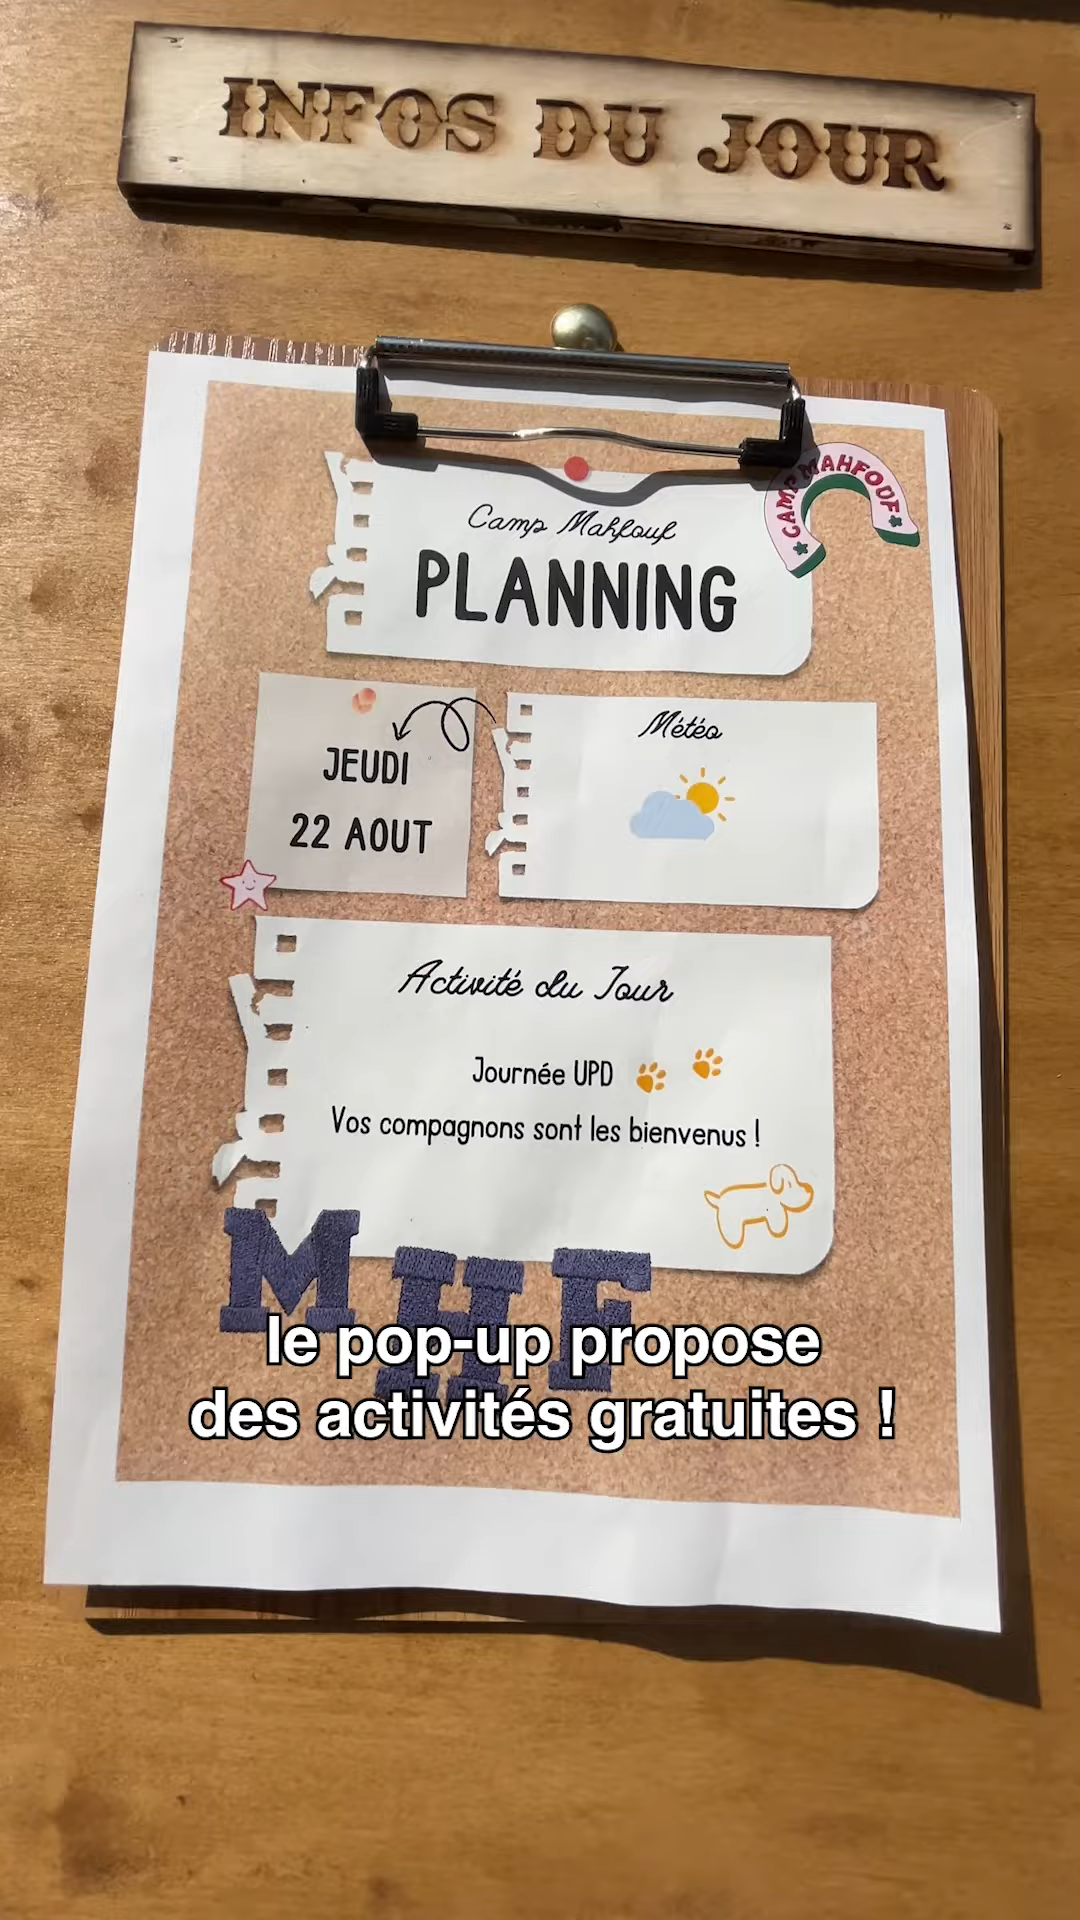 INFOS DU JOUR
CAMP MAHFOUF
Camp Mahfouf
PLANNING
JEUDI
22 AOUT
Météo
Activité du Jour
Journée UPD
Vos compagnons sont les bienvenus !
MHF
le pop-up propose
des activités gratuites !